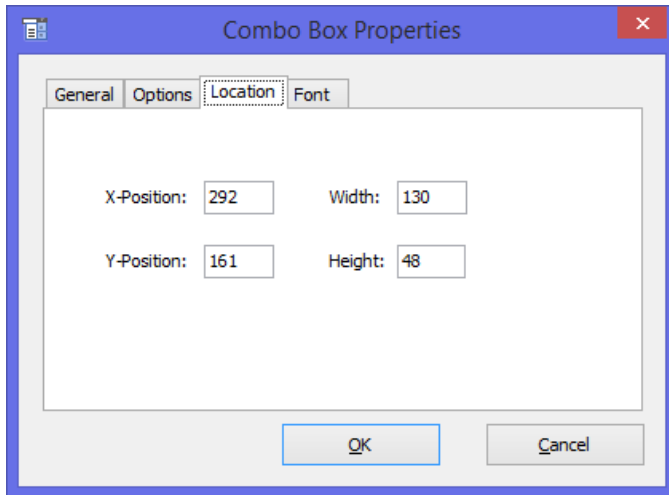 Combo Box Properties
General Options Location Font
X-Position: 292 Width: 130
Y-Position: 161 Height: 48
OK Cancel